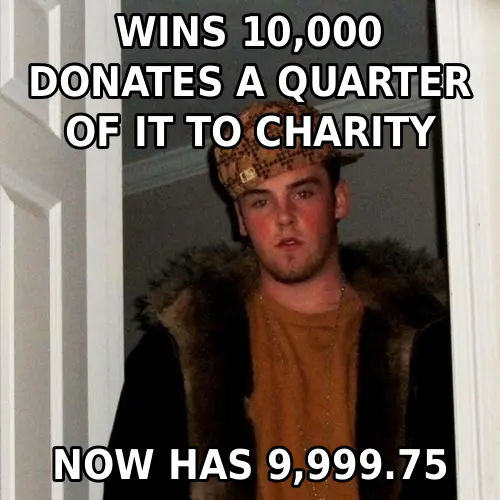 WINS 10,000
DONATES A QUARTER
OF IT TO CHARITY
NOW HAS 9,999.75